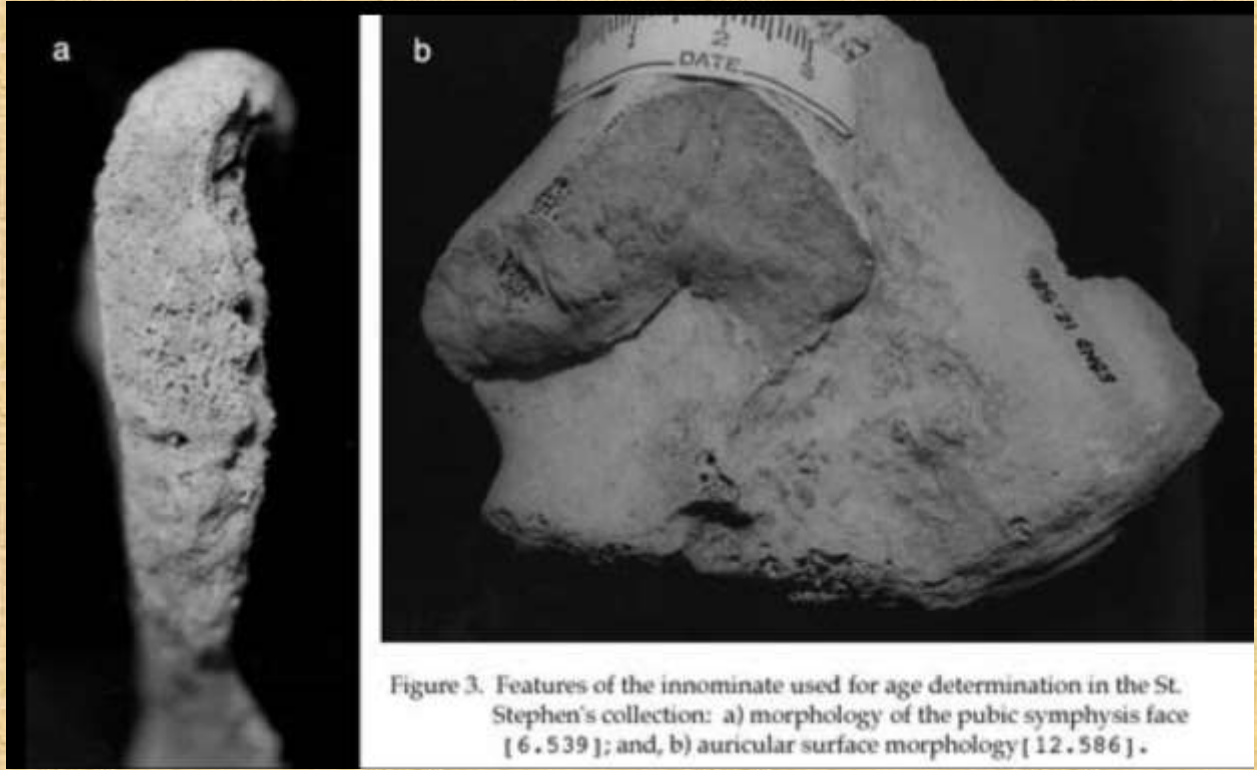 a
b
1 2
DATE
Figure 3. Features of the innominate used for age determination in the St.
Stephen's collection: a) morphology of the pubic symphysis face
[6.539]; and, b) auricular surface morphology[12.586].